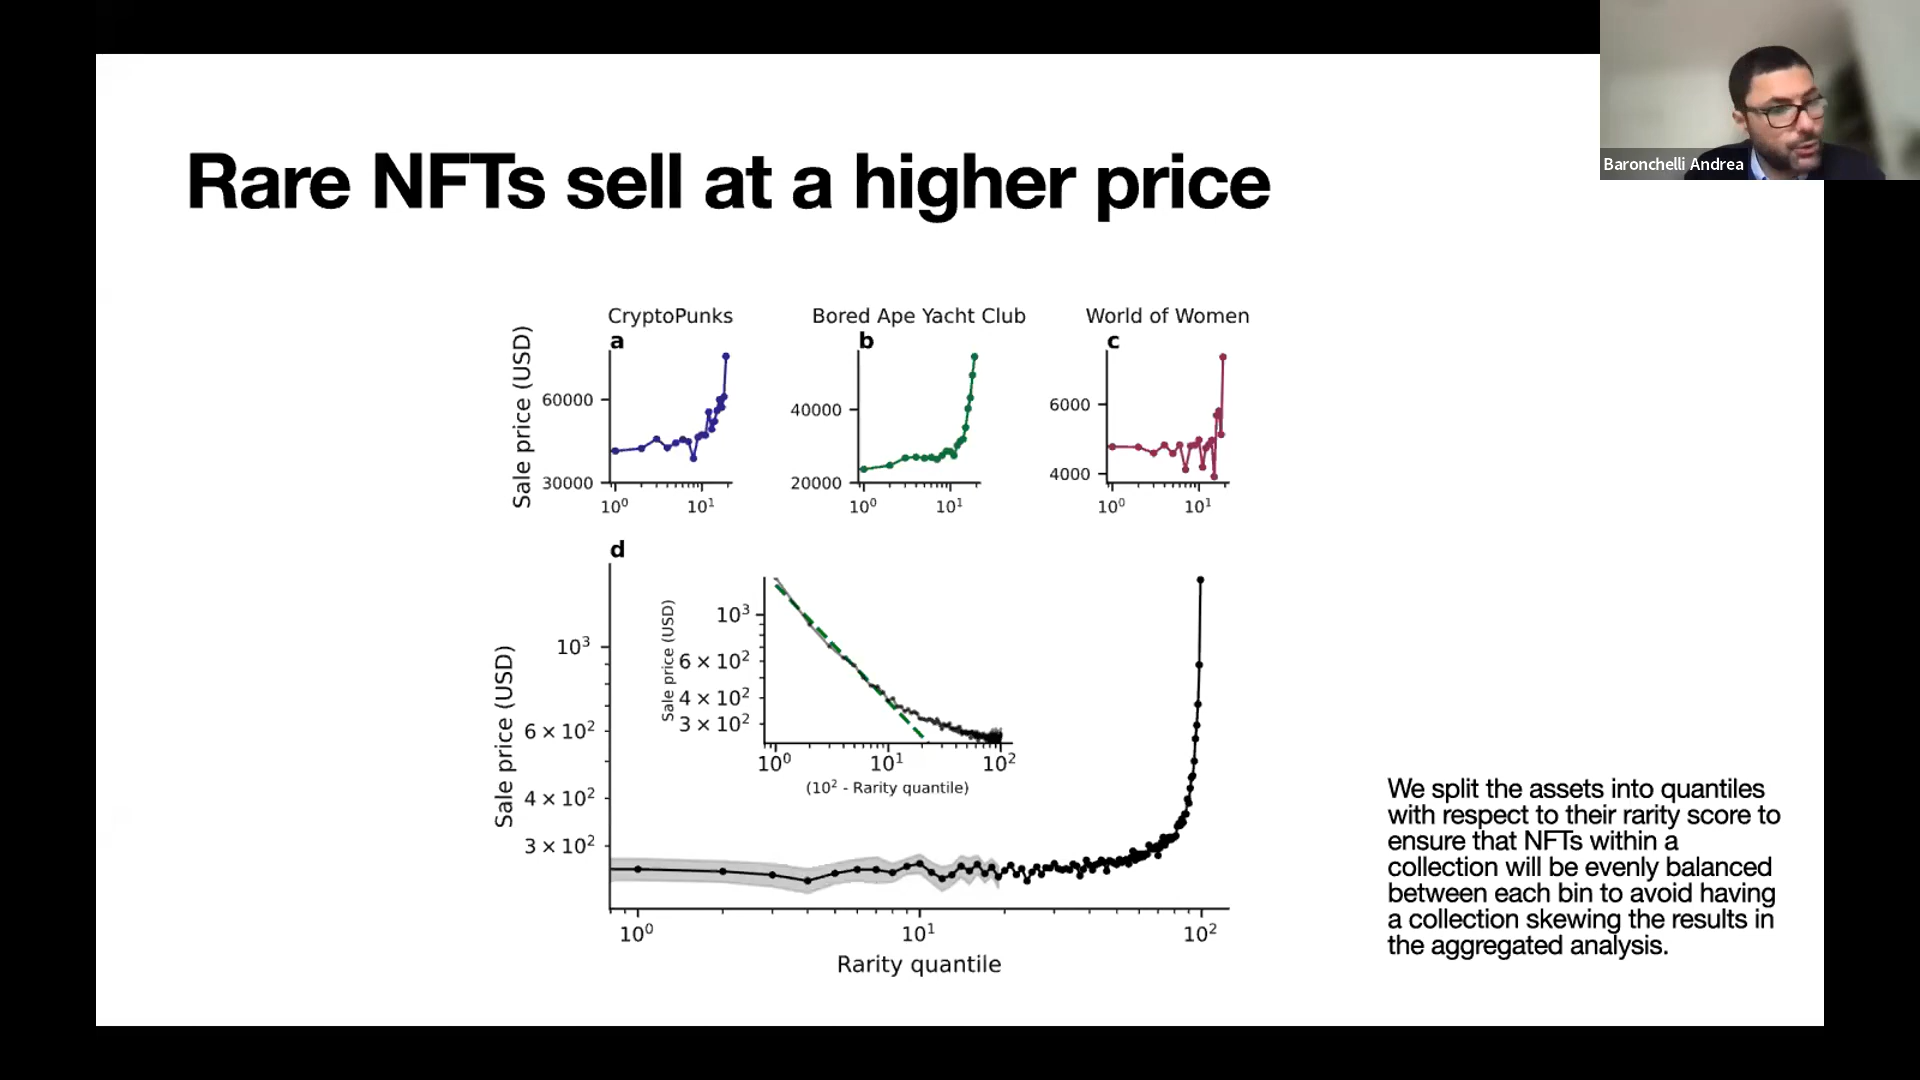 Baronchelli Andrea
Rare NFTs sell at a higher price
CryptoPunks
Bored Ape Yacht Club
World of Women
a
b
c
Sale price (USD)
60000
30000
10⁰
10¹
40000
20000
10⁰
10¹
6000
4000
10⁰
10¹
d
Sale price (USD)
10³
6 × 10²
4 × 10²
3 × 10²
Sale price (USD)
10³
6 × 10²
4 × 10²
3 × 10²
10⁰
10¹
10²
(10² - Rarity quantile)
10⁰
10¹
10²
Rarity quantile
We split the assets into quantiles
with respect to their rarity score to
ensure that NFTs within a
collection will be evenly balanced
between each bin to avoid having
a collection skewing the results in
the aggregated analysis.